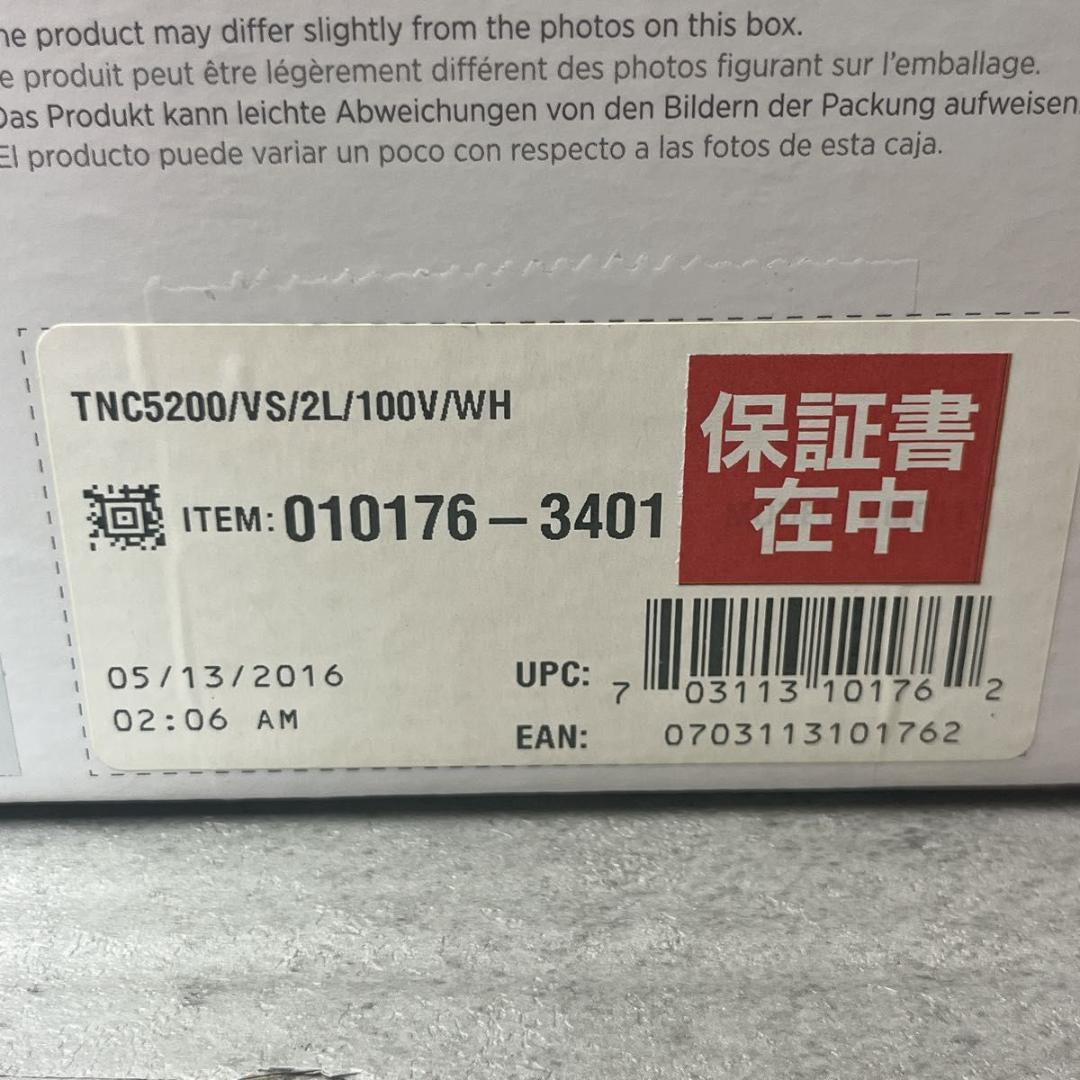 he product may differ slightly from the photos on this box.
e produit peut être légèrement différent des photos figurant sur l'emballage.
Das Produkt kann leichte Abweichungen von den Bildern der Packung aufweisen.
El producto puede variar un poco con respecto a las fotos de esta caja.
TNC5200/VS/2L/100V/WH
保証書
在中
ITEM: 010176-3401
05/13/2016
02:06 AM
UPC: 7 03113 10176 2
EAN: 0703113101762